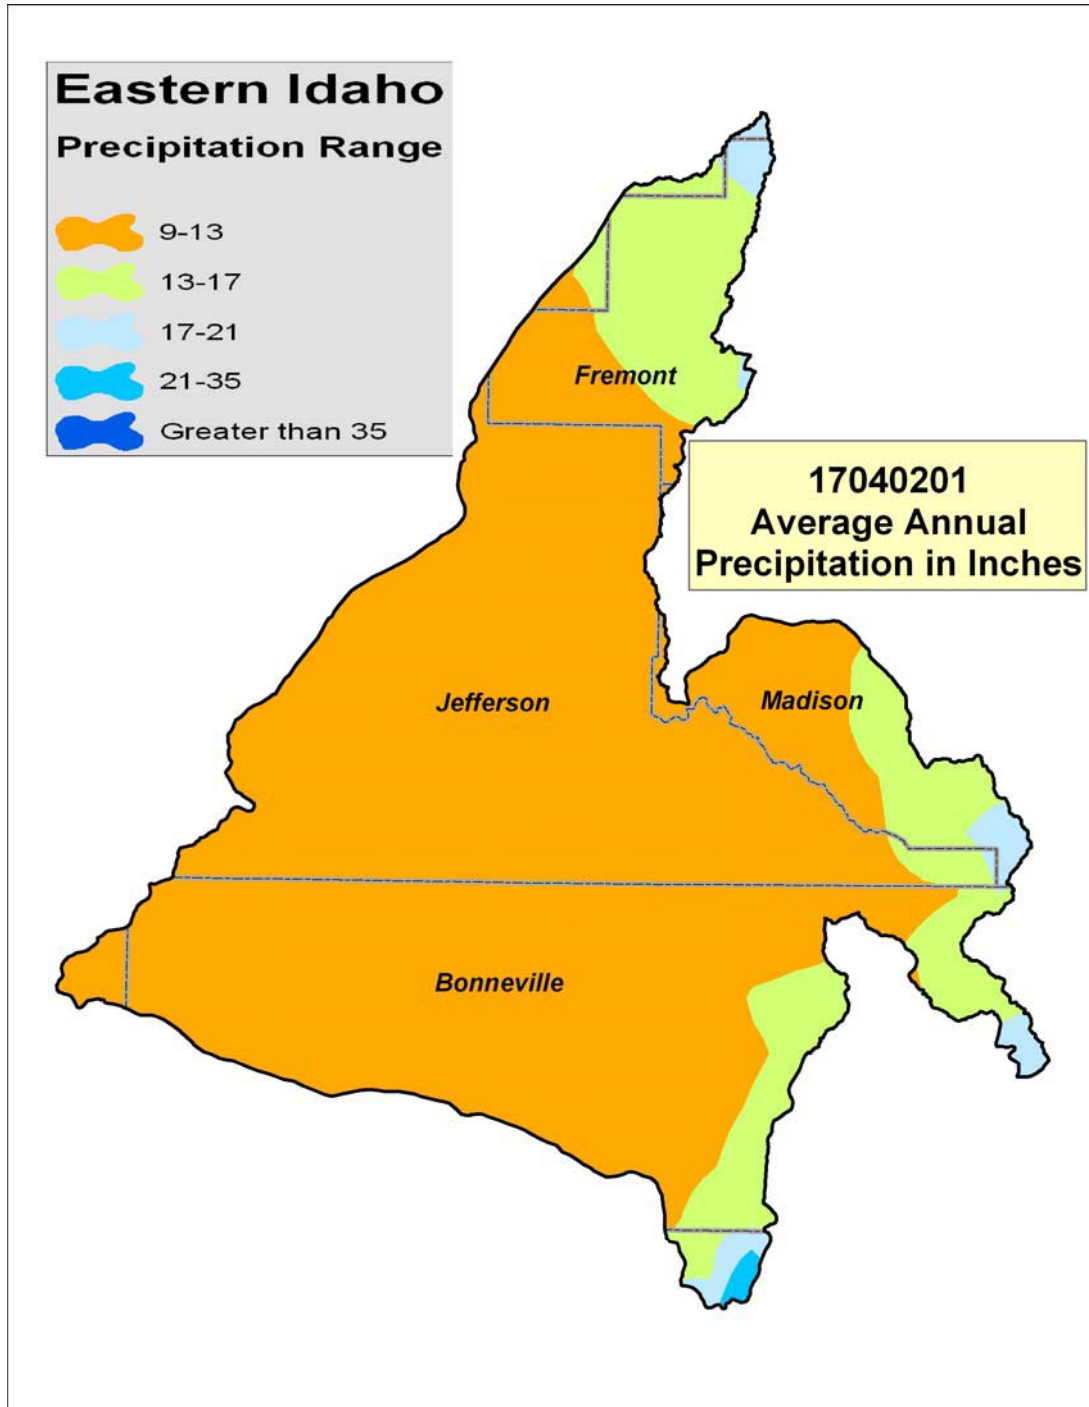 Eastern Idaho
Precipitation Range
9-13
13-17
17-21
21-35
Greater than 35
Fremont
17040201
Average Annual
Precipitation in Inches
Jefferson
Madison
Bonneville